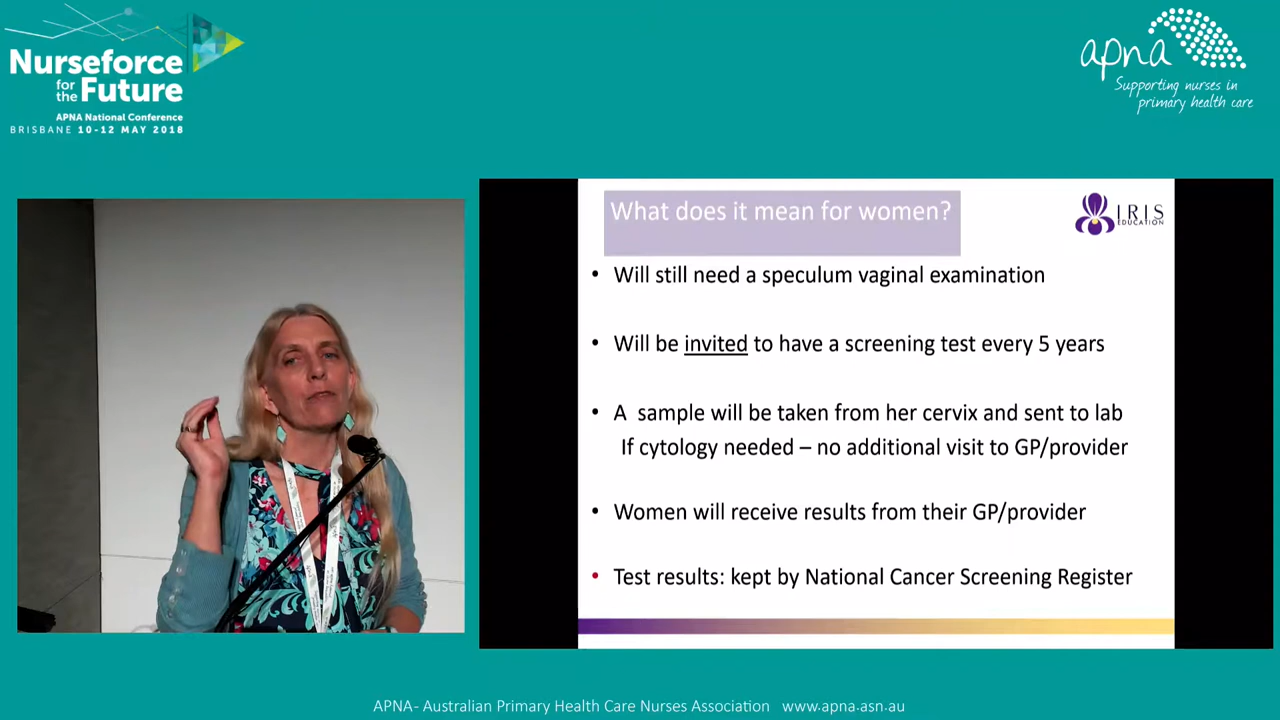 Nurseforce
for the Future
APNA National Conference
BRISBANE 10-12 MAY 2018
apna
Supporting nurses in
primary health care
What does it mean for women?
IRIS
EDUCATION
• Will still need a speculum vaginal examination
• Will be invited to have a screening test every 5 years
• A sample will be taken from her cervix and sent to lab
If cytology needed – no additional visit to GP/provider
• Women will receive results from their GP/provider
• Test results: kept by National Cancer Screening Register
APNA- Australian Primary Health Care Nurses Association www.apna.asn.au